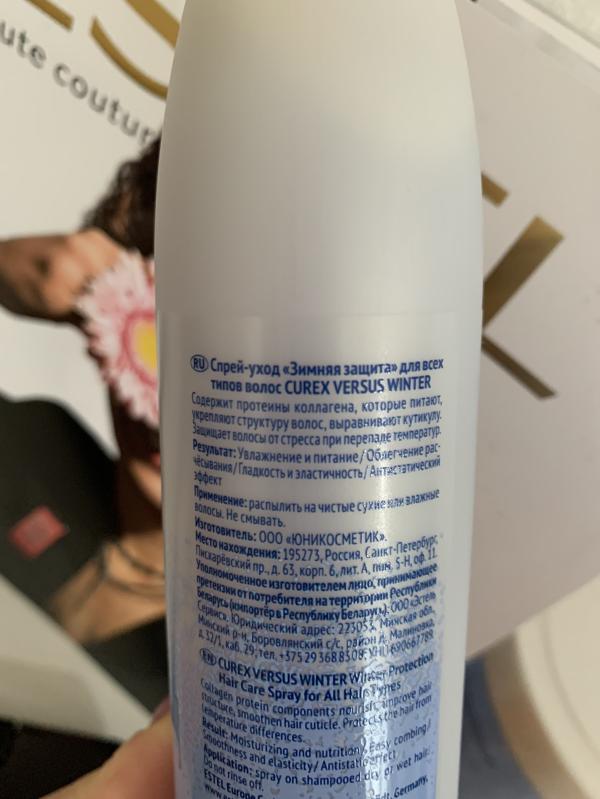 ute couture
RU Спрей-уход «Зимняя защита» для всех
типов волос CUREX VERSUS WINTER
Содержит протеины коллагена, которые питают,
укрепляют структуру волос, выравнивают кутикулу.
Защищает волосы от стресса при перепаде температур.
Результат: Увлажнение и питание/Облегчение рас-
чёсывания/Гладкость и эластичность/Антистатический
эффект
Применение: распылить на чистые сухие или влажные
волосы. Не смывать.
Изготовитель: ООО «ЮНИКОСМЕТИК».
Место нахождения: 195273, Россия, Санкт-Петербург,
Пискарёвский пр., д. 63, корп. 6, лит. А, пом. 5-Н, оф. 11.
Уполномоченное изготовителем лицо, принимающее
претензии от потребителя на территории Республики
Беларусь (импортёр в Республику Беларусь): ООО «Эстель
Сервис». Юридический адрес: 223053, Минская обл.,
Минский р-н, Боровлянский с/с, район д. Малиновка,
д. 32/1, каб. 29; тел. +375 29 368 85 08; УНП 690661789.
EN CUREX VERSUS WINTER Winter Protection
Hair Care Spray for All Hair Types
Collagen protein components nourish, improve hair
structure, smoothen hair cuticle. Protects the hair from
temperature differences.
Result: Moisturizing and nutrition/ Easy combing/
Smoothness and elasticity/ Antistatic effect
Application: spray on shampooed dry or wet hair.
Do not rinse off.
ESTEL Europe Germany.